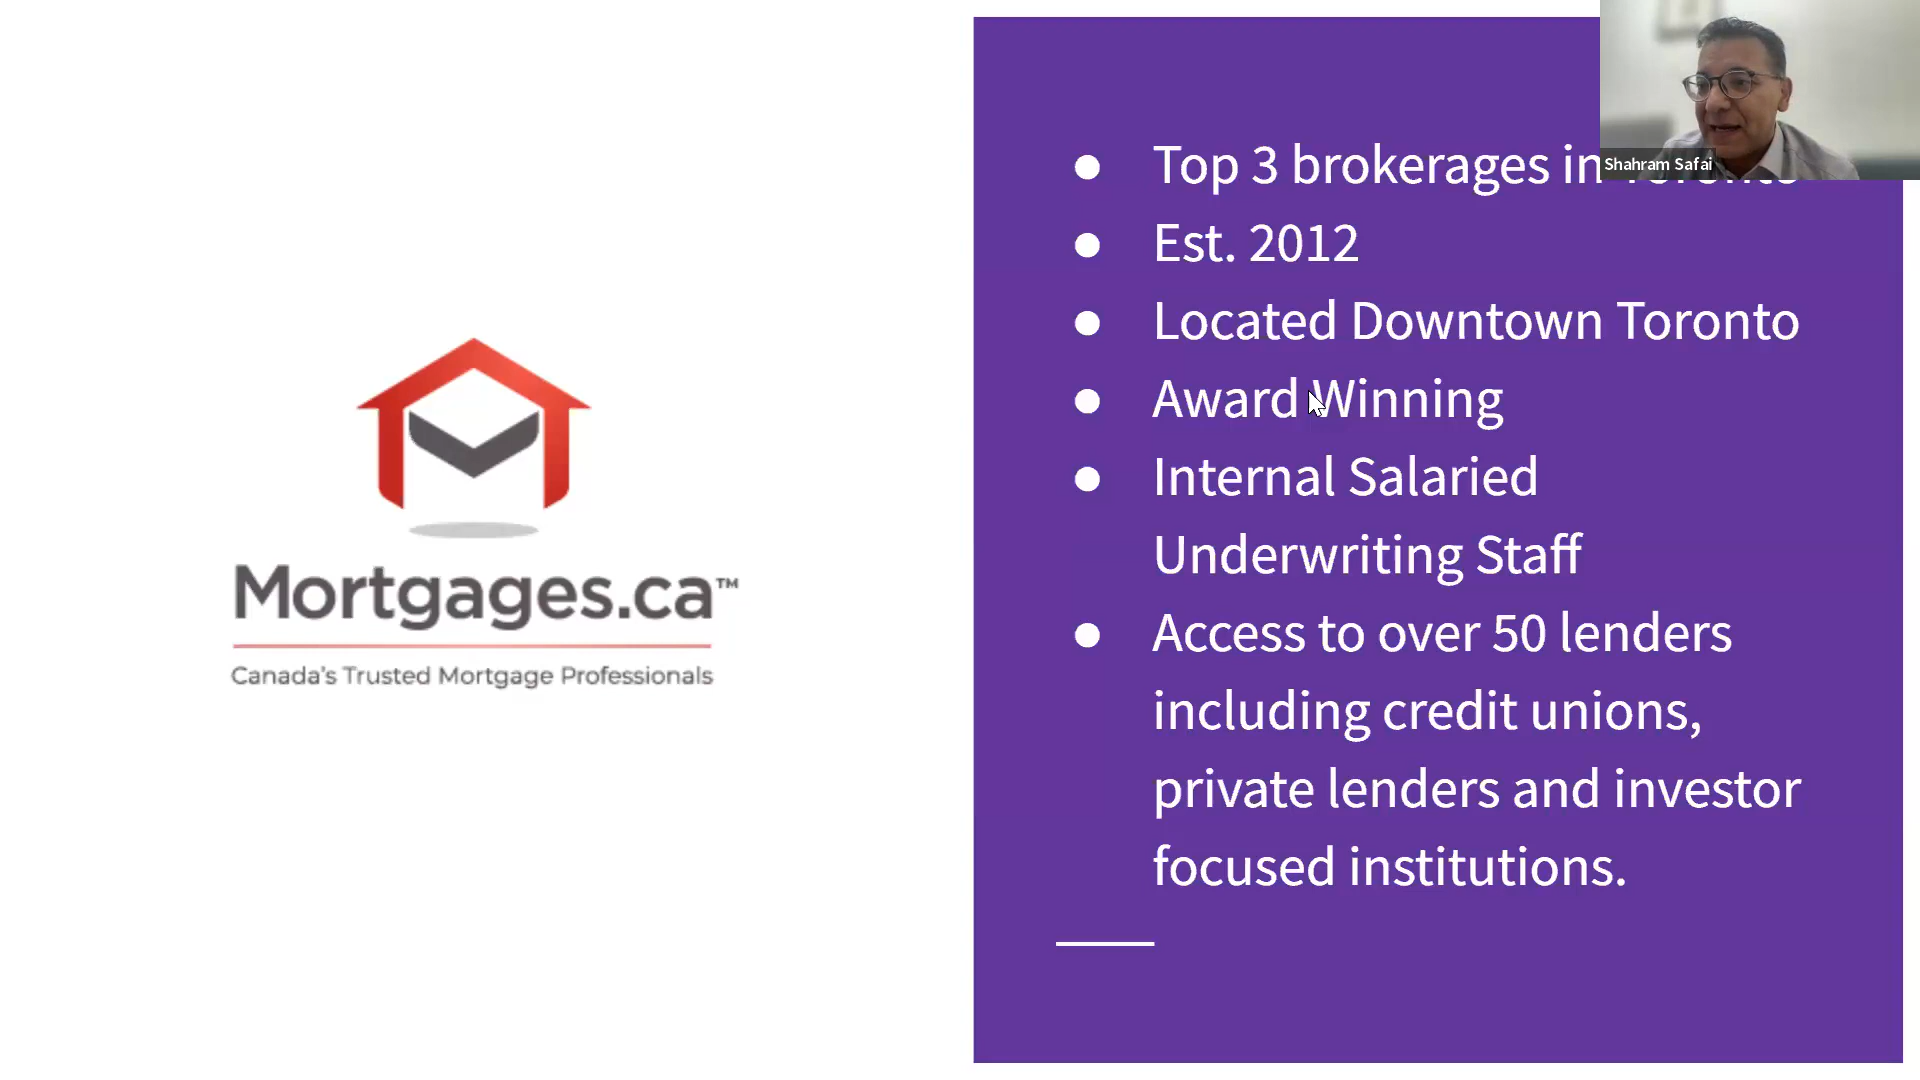 Mortgages.ca™
Canada's Trusted Mortgage Professionals
● Top 3 brokerages in
● Est. 2012
● Located Downtown Toronto
● Award Winning
● Internal Salaried
Underwriting Staff
● Access to over 50 lenders
including credit unions,
private lenders and investor
focused institutions.
Shahram Safai